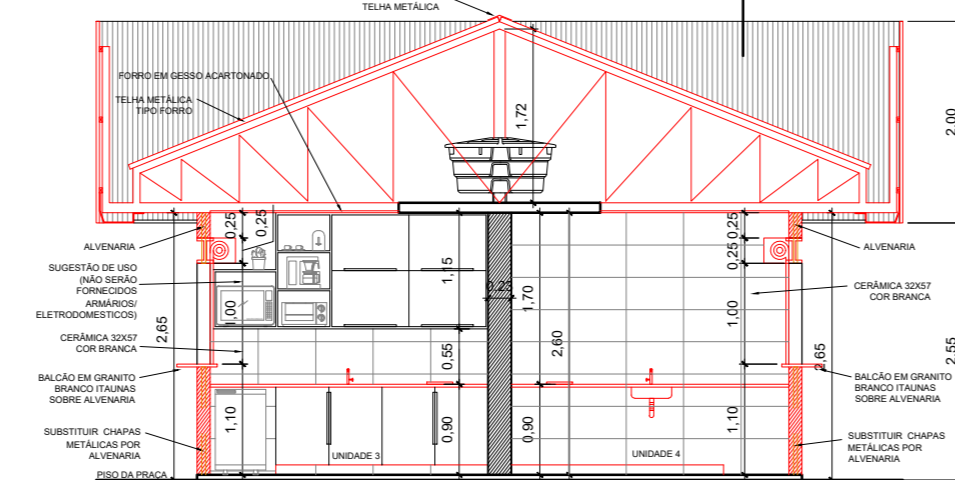 TELHA METÁLICA
FORRO EM GESSO ACARTONADO
TELHA METÁLICA
TIPO FORRO
1,72
2,00
0,25
0,25
0,25
0,25
ALVENARIA
ALVENARIA
SUGESTÃO DE USO
(NÃO SERÃO
FORNECIDOS
ARMÁRIOS/
ELETRODOMESTICOS)
CERÂMICA 32X57
COR BRANCA
1,15
0,25
1,70
1,00
1,00
2,65
2,60
2,65
2,55
CERÂMICA 32X57
COR BRANCA
0,55
BALCÃO EM GRANITO
BRANCO ITAUNAS
SOBRE ALVENARIA
BALCÃO EM GRANITO
BRANCO ITAUNAS
SOBRE ALVENARIA
1,10
0,90
0,90
1,10
SUBSTITUIR CHAPAS
METÁLICAS POR
ALVENARIA
SUBSTITUIR CHAPAS
METÁLICAS POR
ALVENARIA
UNIDADE 3
UNIDADE 4
PISO DA PRAÇA